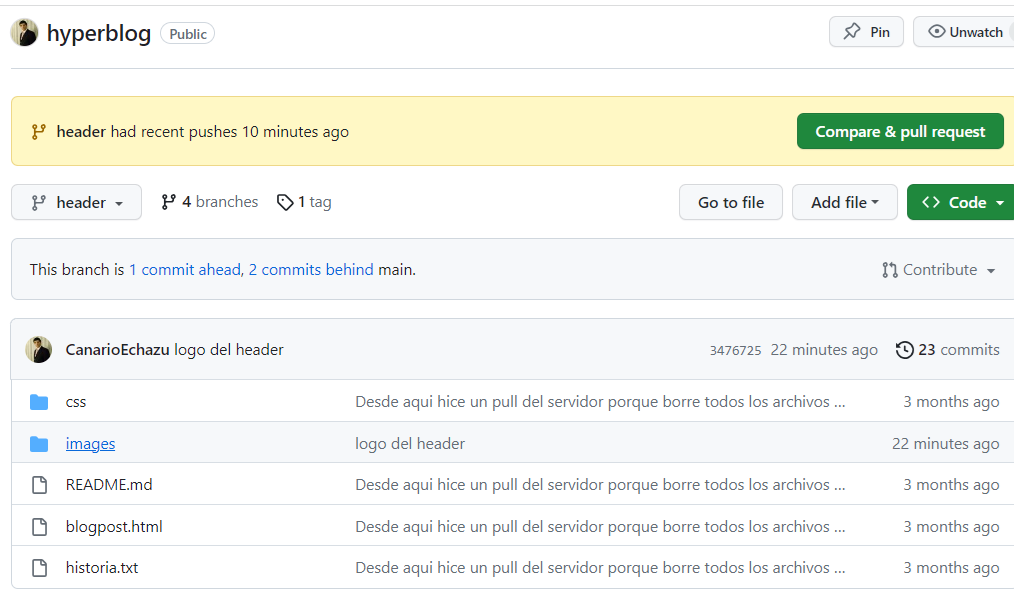 hyperblog Public Pin Unwatch
header had recent pushes 10 minutes ago Compare & pull request
header 4 branches 1 tag Go to file Add file Code
This branch is 1 commit ahead, 2 commits behind main. Contribute
CanarioEchazu logo del header 3476725 22 minutes ago 23 commits
css Desde aqui hice un pull del servidor porque borre todos los archivos ... 3 months ago
images logo del header 22 minutes ago
README.md Desde aqui hice un pull del servidor porque borre todos los archivos ... 3 months ago
blogpost.html Desde aqui hice un pull del servidor porque borre todos los archivos ... 3 months ago
historia.txt Desde aqui hice un pull del servidor porque borre todos los archivos ... 3 months ago